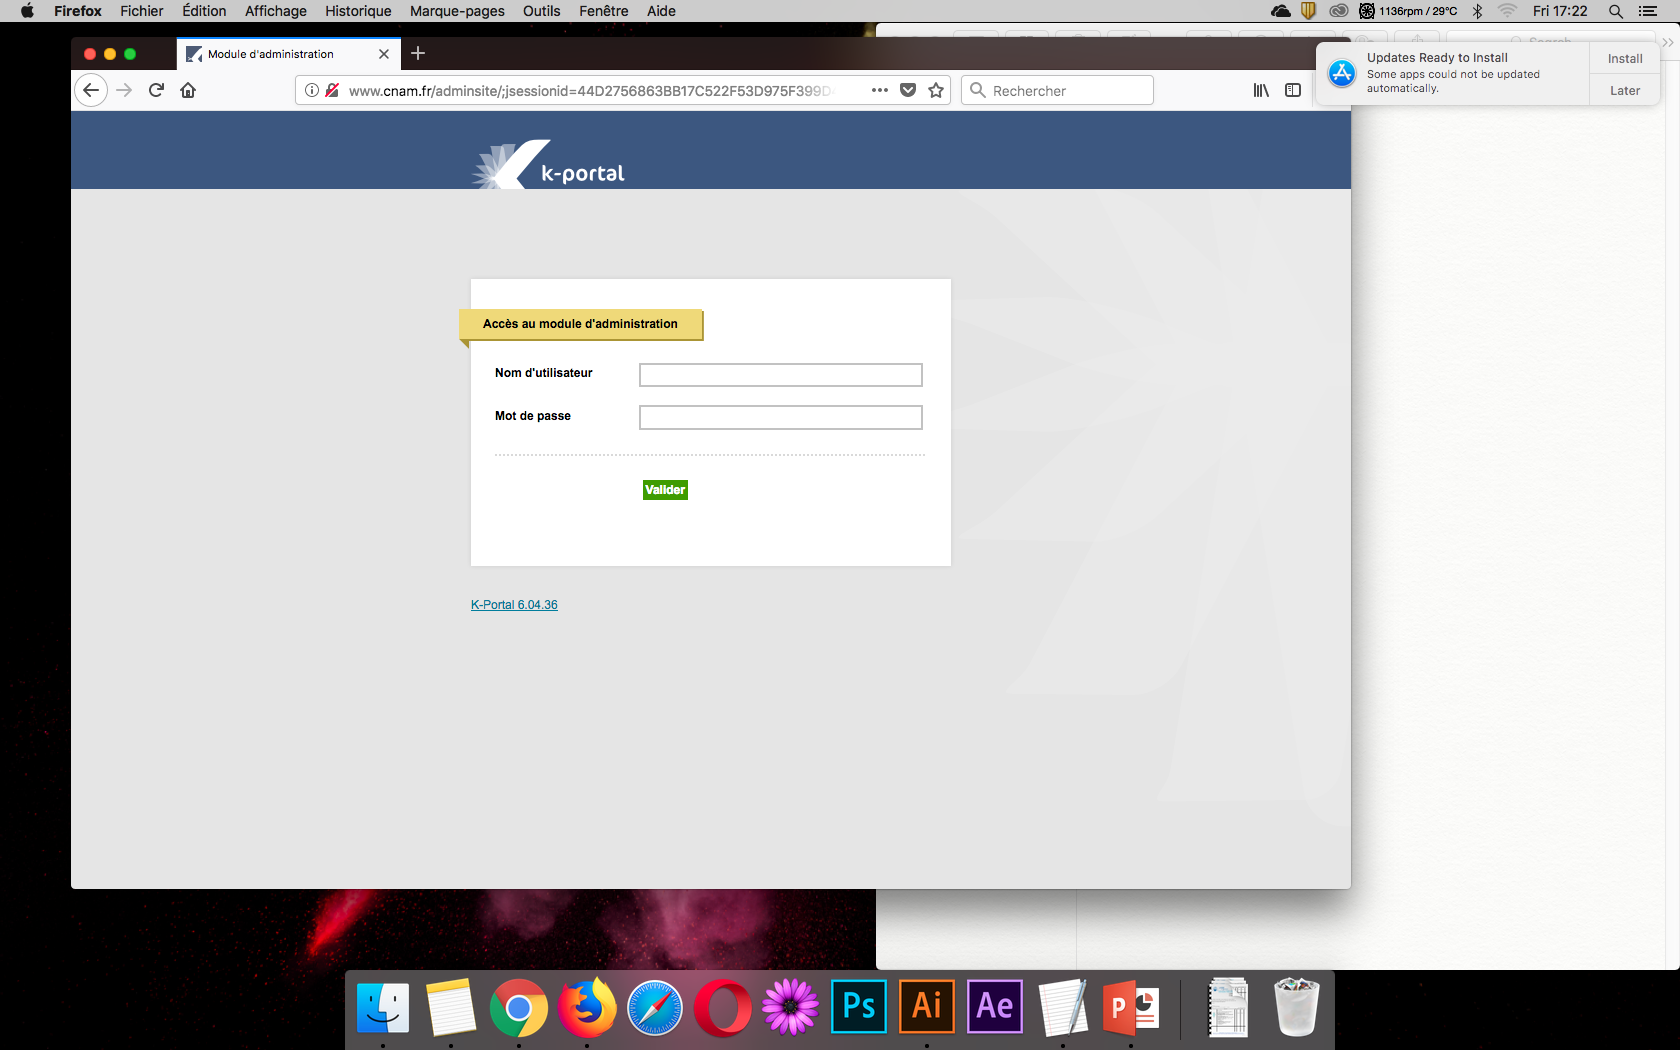 Firefox Fichier Édition Affichage Historique Marque-pages Outils Fenêtre Aide
1136rpm / 29°C Fri 17:22
Module d'administration
www.cnam.fr/adminsite/;jsessionid=44D2756863BB17C522F53D975F399D
Rechercher
Search
Updates Ready to Install
Some apps could not be updated
automatically.
Install
Later
k-portal
Accès au module d'administration
Nom d'utilisateur
Mot de passe
Valider
K-Portal 6.04.36
Ps Ai Ae P